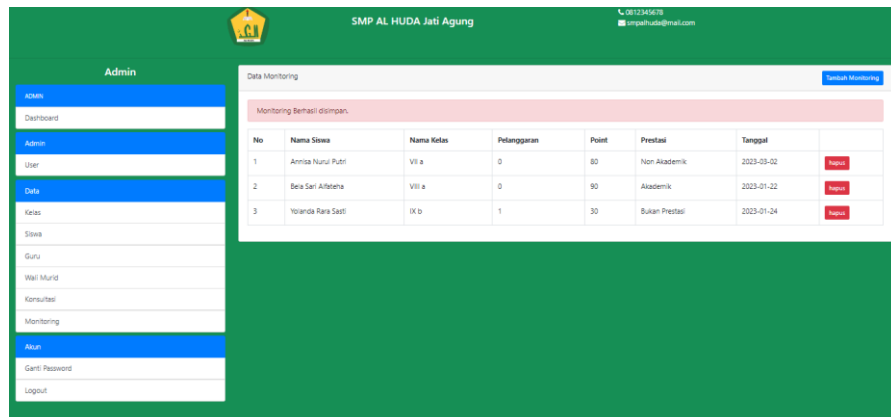 SMP AL HUDA Jati Agung
0812345678
smpalhuda@mail.com
Admin
ADMIN
Dashboard
Admin
User
Data
Kelas
Siswa
Guru
Wali Murid
Konsultasi
Monitoring
Akun
Ganti Password
Logout
Data Monitoring
Tambah Monitoring
Monitoring Berhasil disimpan.
No Nama Siswa Nama Kelas Pelanggaran Point Prestasi Tanggal
1 Annisa Nurul Putri VII a 0 80 Non Akademik 2023-03-02 hapus
2 Bela Sari Alfateha VIII a 0 90 Akademik 2023-01-22 hapus
3 Yolanda Rara Sasti IX b 1 30 Bukan Prestasi 2023-01-24 hapus